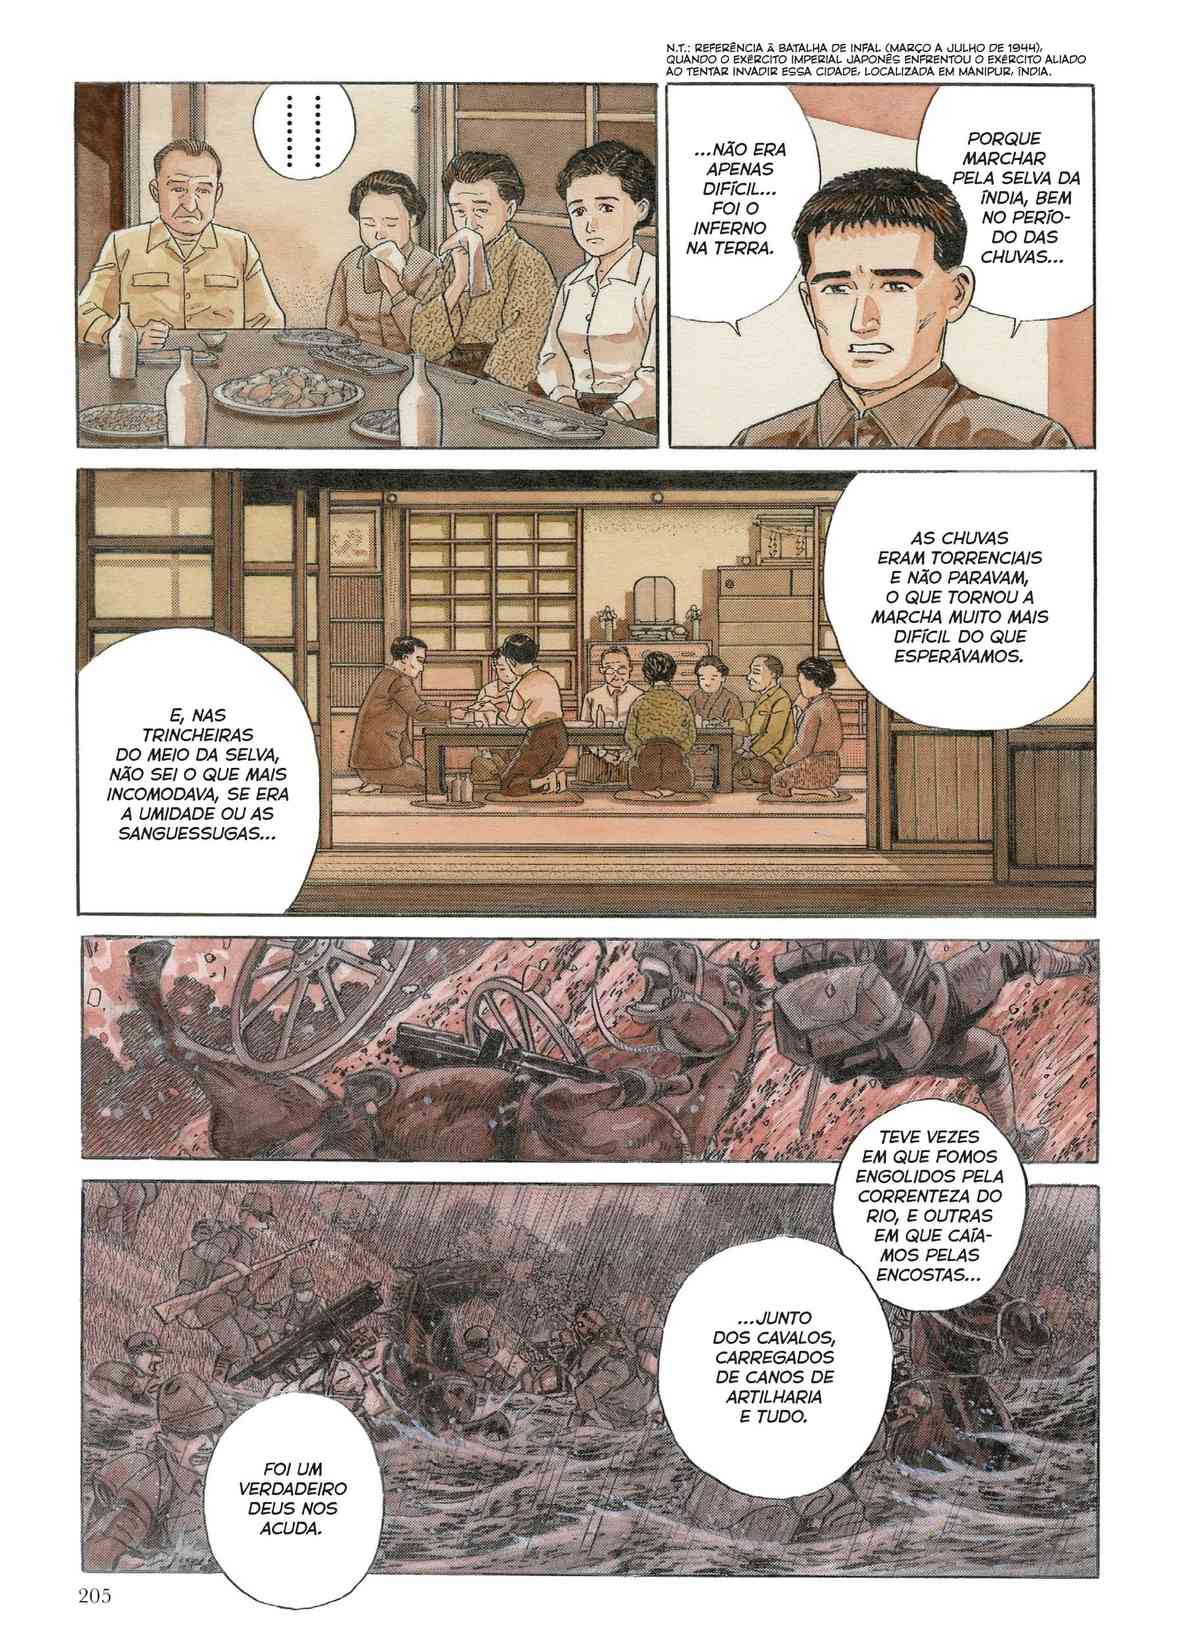 N.T.: REFERÊNCIA À BATALHA DE INFAL (MARÇO A JULHO DE 1944),
QUANDO O EXÉRCITO IMPERIAL JAPONÊS ENFRENTOU O EXÉRCITO ALIADO
AO TENTAR INVADIR ESSA CIDADE, LOCALIZADA EM MANIPUR, ÍNDIA.
PORQUE
MARCHAR
PELA SELVA DA
ÍNDIA, BEM
NO PERÍO-
DO DAS
CHUVAS...
...NÃO ERA
APENAS
DIFÍCIL...
FOI O
INFERNO
NA TERRA.
AS CHUVAS
ERAM TORRENCIAIS
E NÃO PARAVAM,
O QUE TORNOU A
MARCHA MUITO MAIS
DIFÍCIL DO QUE
ESPERÁVAMOS.
E, NAS
TRINCHEIRAS
DO MEIO DA SELVA,
NÃO SEI O QUE MAIS
INCOMODAVA, SE ERA
A UMIDADE OU AS
SANGUESSUGAS...
TEVE VEZES
EM QUE FOMOS
ENGOLIDOS PELA
CORRENTEZA DO
RIO, E OUTRAS
EM QUE CAÍA-
MOS PELAS
ENCOSTAS...
...JUNTO
DOS CAVALOS,
CARREGADOS
DE CANOS DE
ARTILHARIA
E TUDO.
FOI UM
VERDADEIRO
DEUS NOS
ACUDA.
205